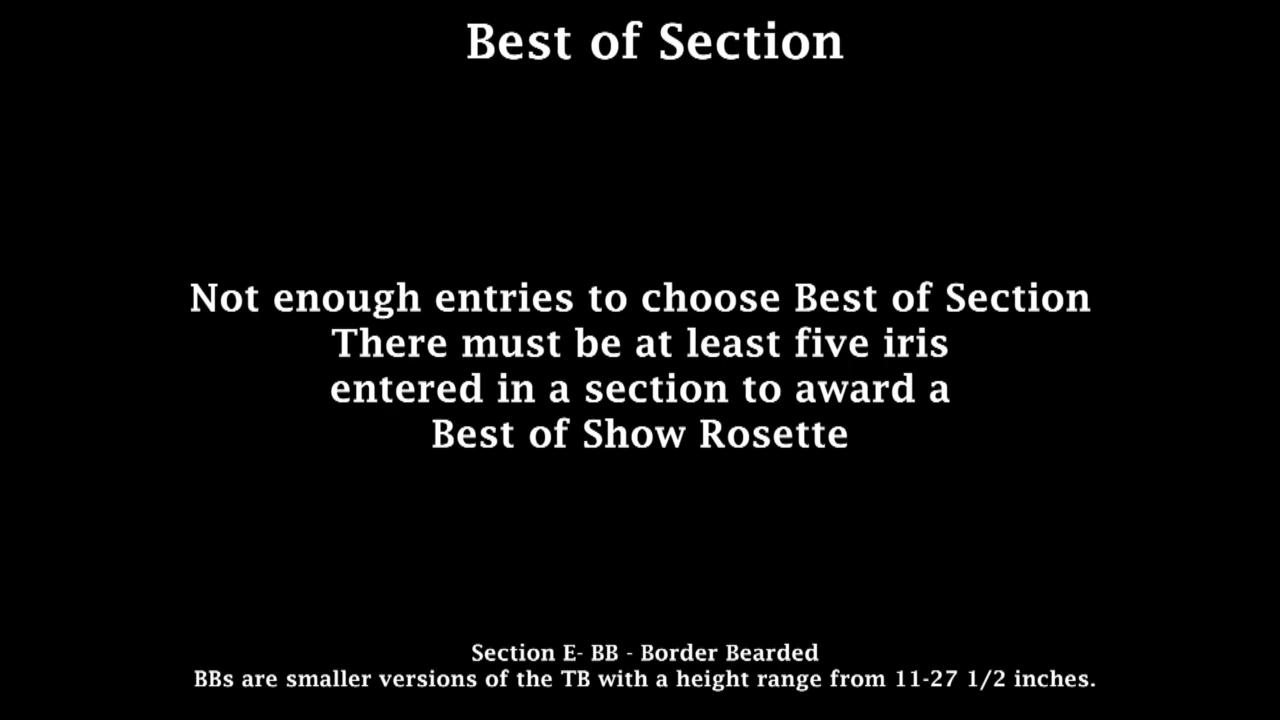 Best of Section
Not enough entries to choose Best of Section
There must be at least five iris
entered in a section to award a
Best of Show Rosette
Section E- BB - Border Bearded
BBs are smaller versions of the TB with a height range from 11-27 1/2 inches.